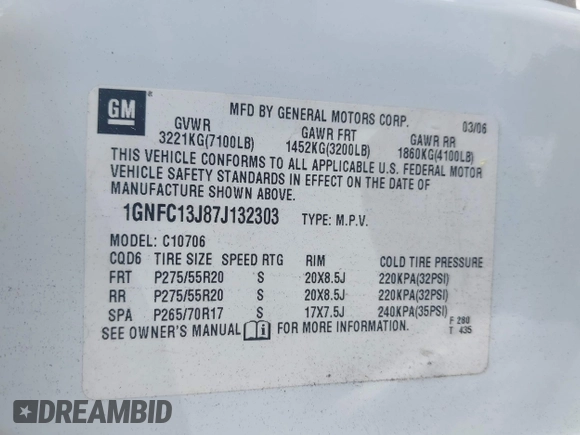 GM ®
MFD BY GENERAL MOTORS CORP. 03/06
GVWR GAWR FRT GAWR RR
3221KG(7100LB) 1452KG(3200LB) 1860KG(4100LB)
THIS VEHICLE CONFORMS TO ALL APPLICABLE U.S. FEDERAL MOTOR
VEHICLE SAFETY STANDARDS IN EFFECT ON THE DATE OF
MANUFACTURE SHOWN ABOVE.
1GNFC13J87J132303 TYPE: M.P.V.
MODEL: C10706
CQD6 TIRE SIZE SPEED RTG RIM COLD TIRE PRESSURE
FRT P275/55R20 S 20X8.5J 220KPA(32PSI)
RR P275/55R20 S 20X8.5J 220KPA(32PSI)
SPA P265/70R17 S 17X7.5J 240KPA(35PSI)
SEE OWNER'S MANUAL FOR MORE INFORMATION. F 280
T 435
DREAMBID